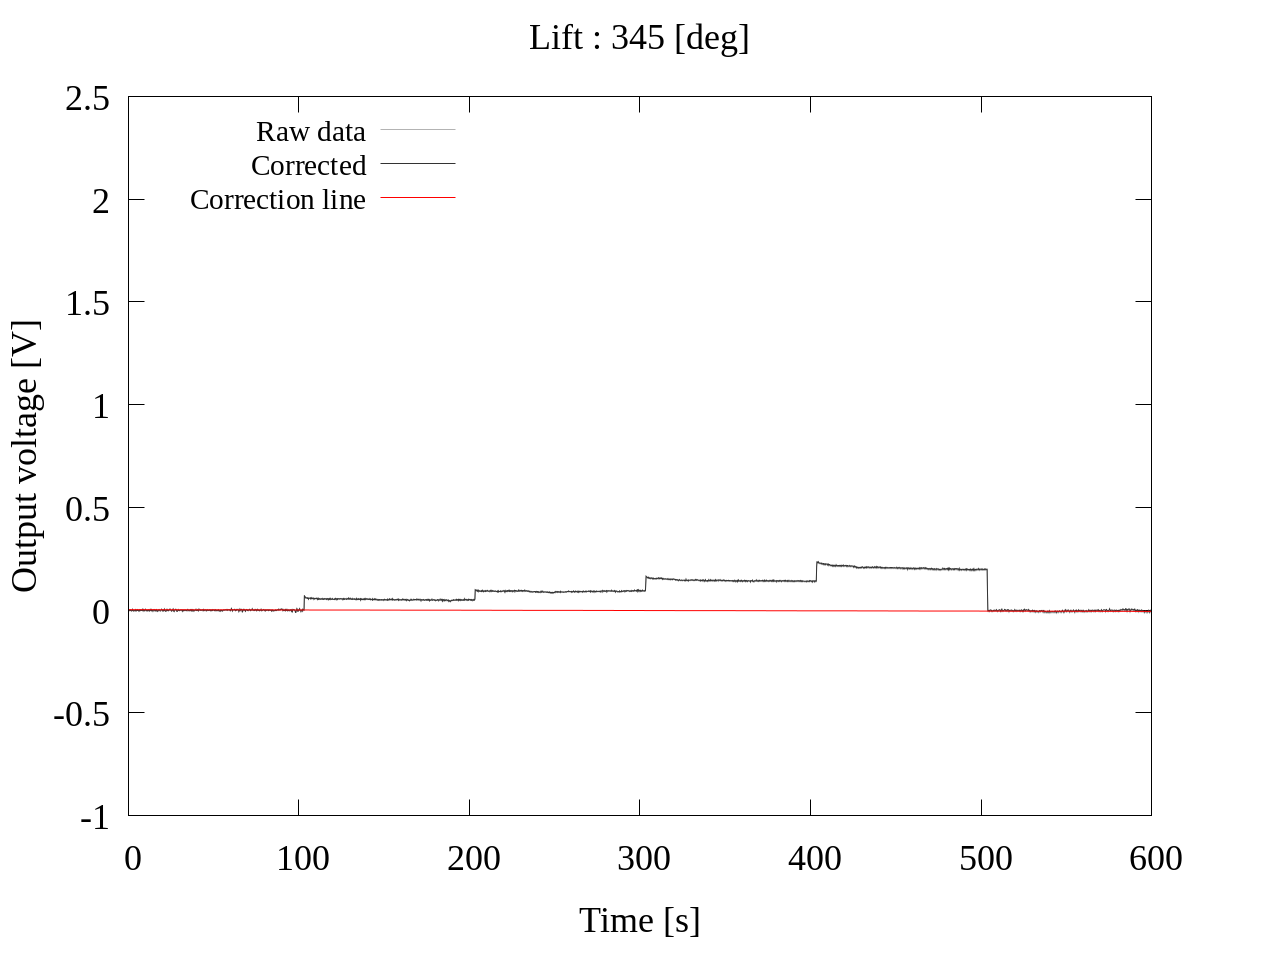 Lift : 345 [deg]
2.5
2
1.5
1
0.5
0
-0.5
-1
Output voltage [V]
Raw data
Corrected
Correction line
0 100 200 300 400 500 600
Time [s]